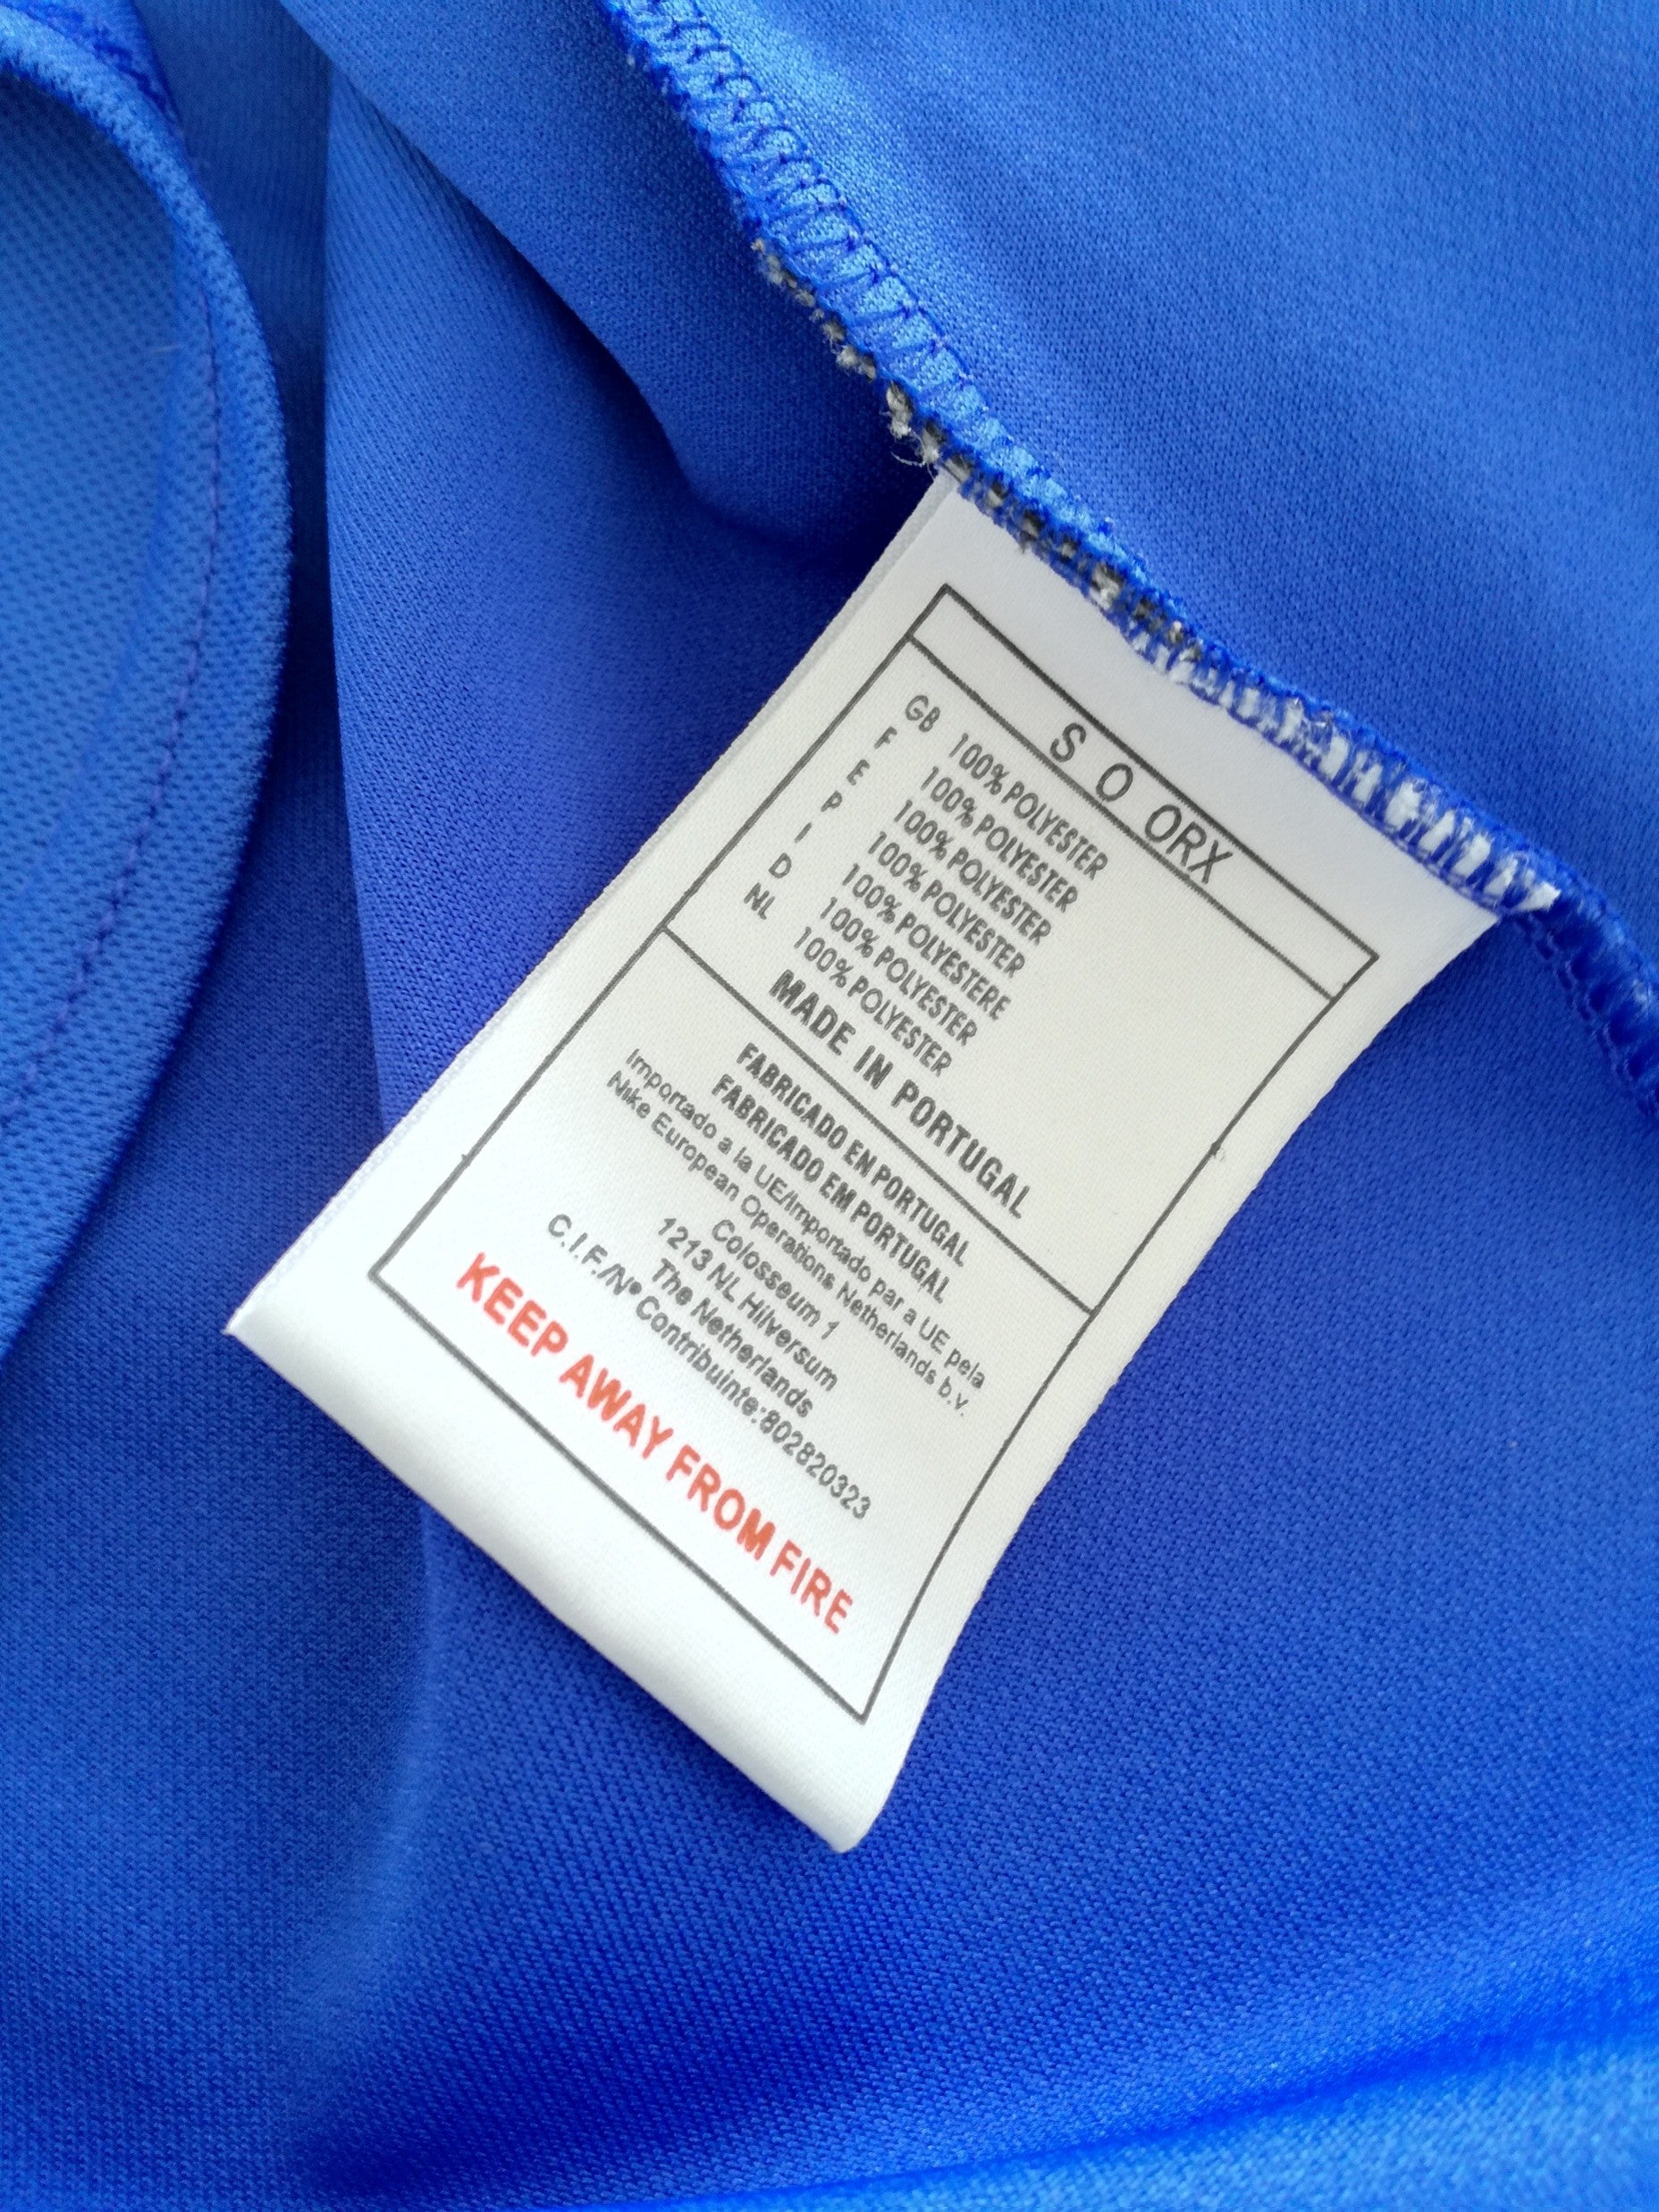 S O ORX
GB 100% POLYESTER
F 100% POLYESTER
E 100% POLYESTER
P 100% POLYESTER
I 100% POLYESTERE
D 100% POLYESTER
NL 100% POLYESTER
MADE IN PORTUGAL
FABRICADO EN PORTUGAL
FABRICADO EM PORTUGAL
Importado a la UE/Importado par a UE pela
Nike European Operations Netherlands b.v.
Colosseum 1
1213 NL Hilversum
The Netherlands
C.I.F./Nº Contribuinte:802820323
KEEP AWAY FROM FIRE